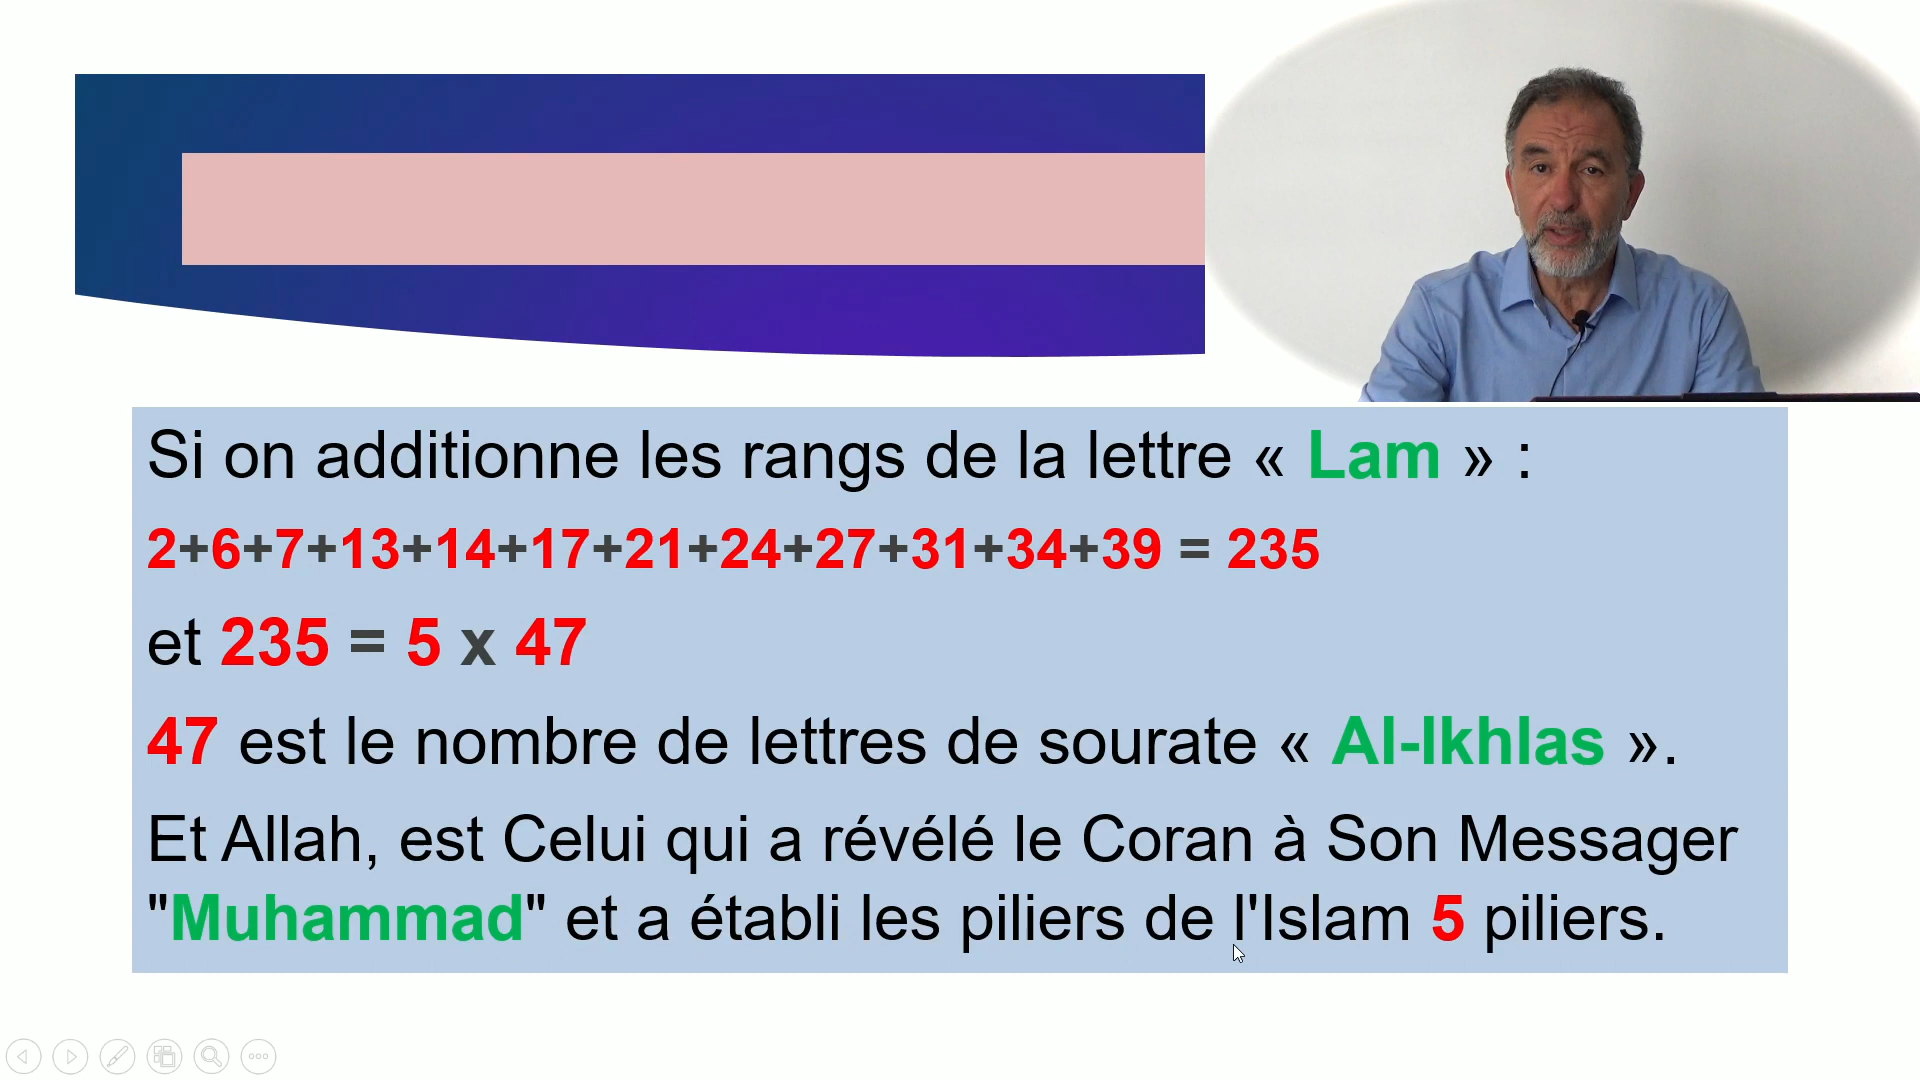 Si on additionne les rangs de la lettre « Lam » :
2+6+7+13+14+17+21+24+27+31+34+39 = 235
et 235 = 5 x 47
47 est le nombre de lettres de sourate « Al-Ikhlas ».
Et Allah, est Celui qui a révélé le Coran à Son Messager
"Muhammad" et a établi les piliers de l'Islam 5 piliers.